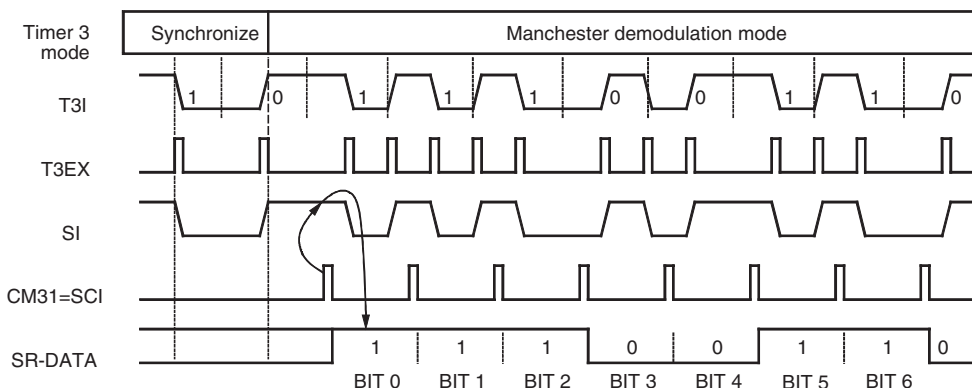 Timer 3 mode
Synchronize
Manchester demodulation mode
T3I
1 0 1 1 1 0 0 1 1 0
T3EX
SI
CM31=SCI
SR-DATA
1 1 1 0 0 1 1 0
BIT 0 BIT 1 BIT 2 BIT 3 BIT 4 BIT 5 BIT 6